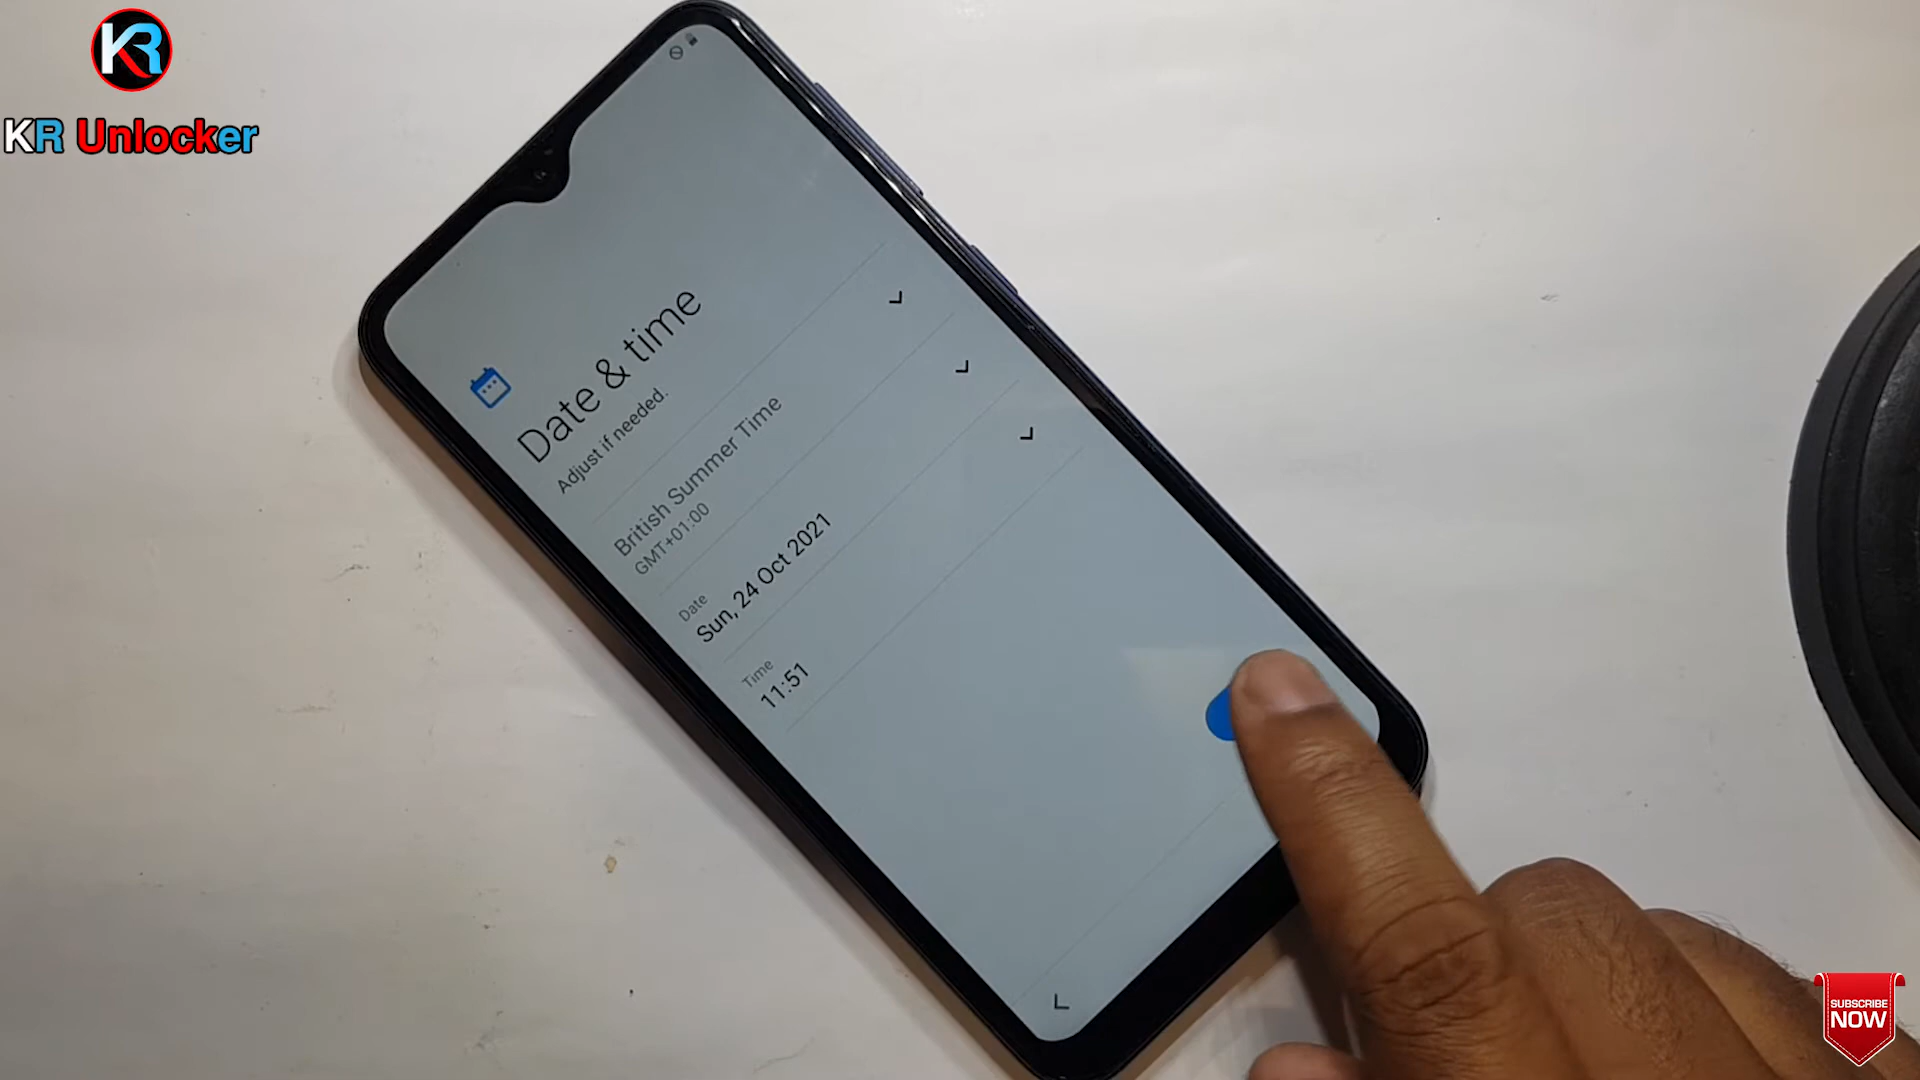 KR
KR Unlocker
Date & time
Adjust if needed.
British Summer Time
GMT+01:00
Date
Sun, 24 Oct 2021
Time
11:51
SUBSCRIBE
NOW